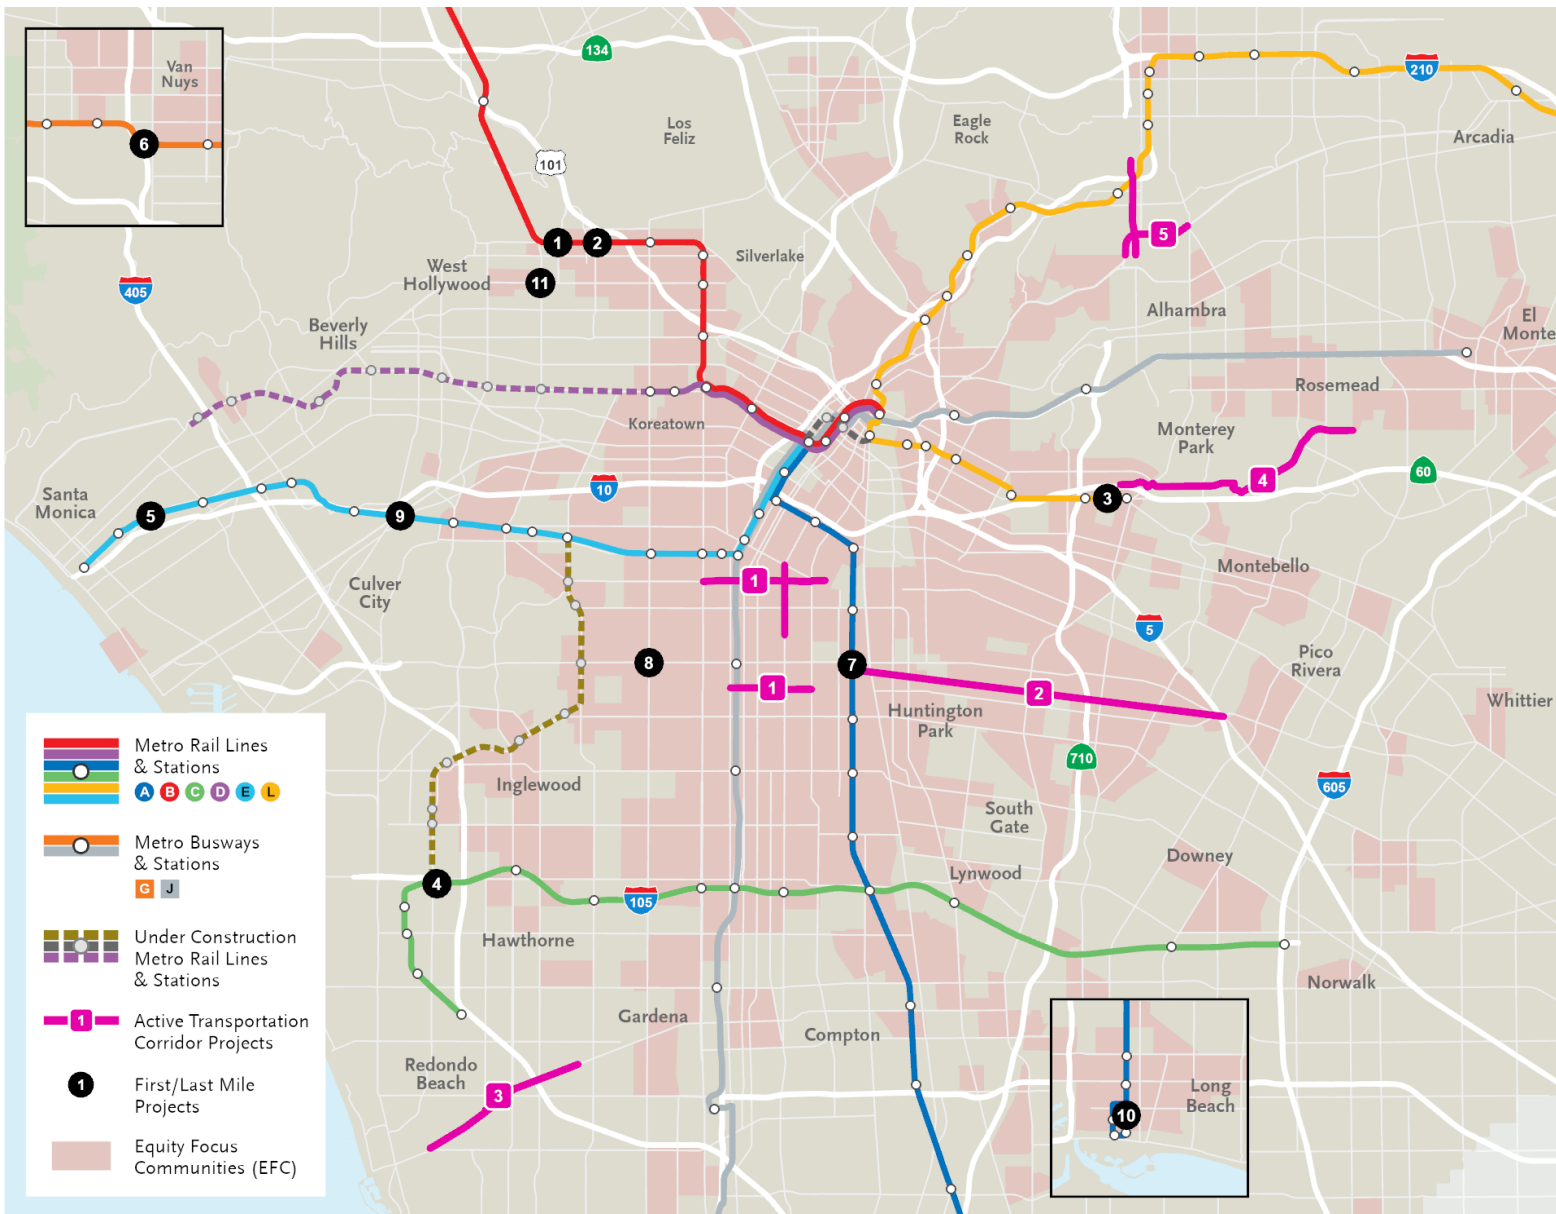 Van
Nuys
6
134
210
Los
Feliz
Eagle
Rock
Arcadia
101
1
2
5
Silverlake
West
Hollywood
11
405
Alhambra
El
Monte
Beverly
Hills
Rosemead
Koreatown
Monterey
Park
60
4
3
10
Santa
Monica
5
9
Montebello
Culver
City
1
5
Pico
Rivera
8
7
1
2
Whittier
Huntington
Park
710
605
Inglewood
South
Gate
Downey
Lynwood
4
105
Hawthorne
Norwalk
Gardena
Compton
Redondo
Beach
3
Long
Beach
10
Metro Rail Lines
& Stations
A B C D E L
Metro Busways
& Stations
G J
Under Construction
Metro Rail Lines
& Stations
1
Active Transportation
Corridor Projects
1
First/Last Mile
Projects
Equity Focus
Communities (EFC)